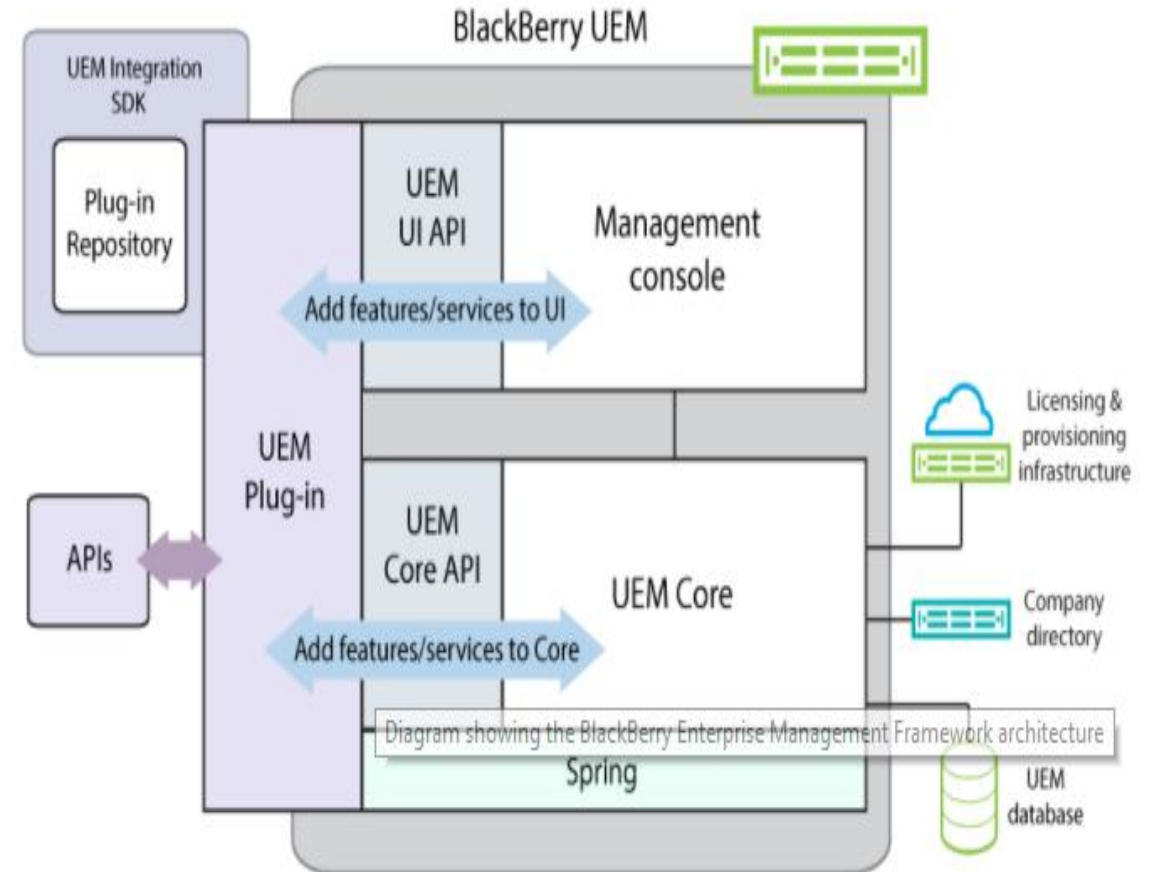 BlackBerry UEM
UEM Integration
SDK
Plug-in
Repository
UEM
UI API
Management
console
Add features/services to UI
UEM
Plug-in
APIs
UEM
Core API
UEM Core
Add features/services to Core
Diagram showing the BlackBerry Enterprise Management Framework architecture
Spring
Licensing &
provisioning
infrastructure
Company
directory
UEM
database